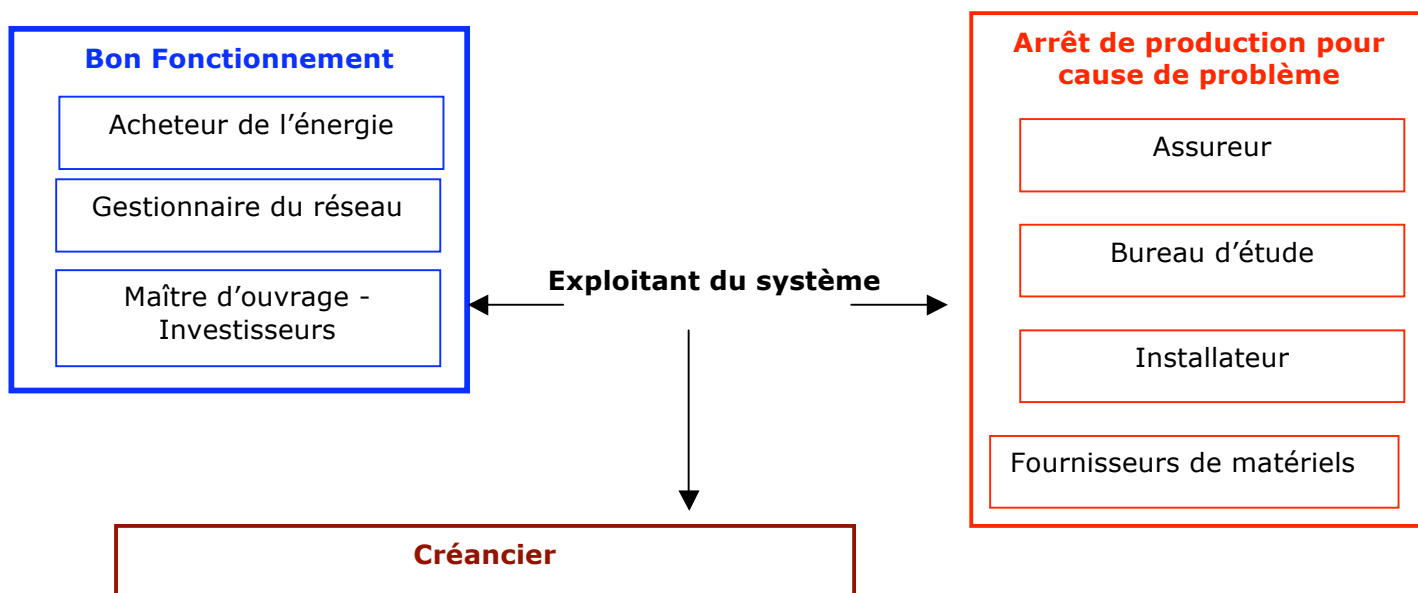 Bon Fonctionnement
Acheteur de l’énergie
Gestionnaire du réseau
Maître d’ouvrage -
Investisseurs
Exploitant du système
Arrêt de production pour
cause de problème
Assureur
Bureau d’étude
Installateur
Fournisseurs de matériels
Créancier